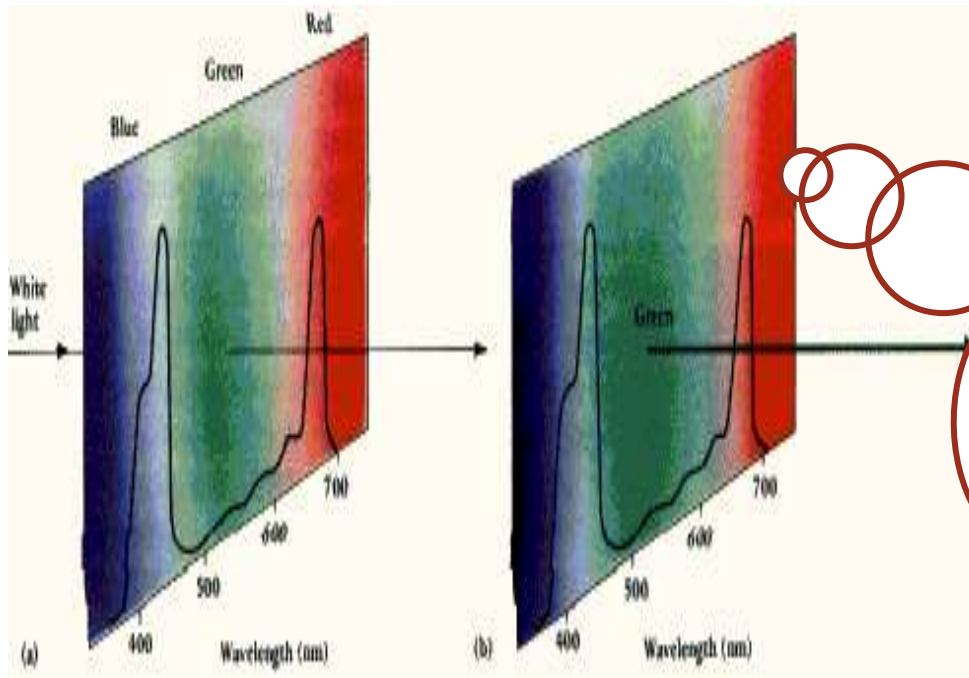 Red
Green
Blue
White
light
400
500
600
700
(a)
Wavelength (nm)
Green
400
500
600
700
(b)
Wavelength (nm)